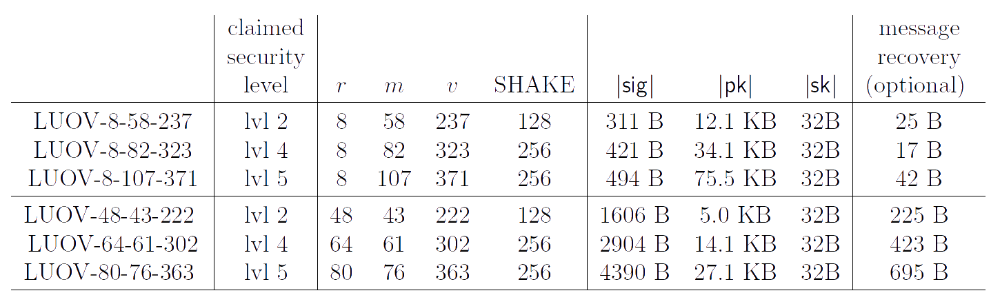 claimed security level r m v SHAKE |sig| |pk| |sk| message recovery (optional)
LUOV-8-58-237 lvl 2 8 58 237 128 311 B 12.1 KB 32B 25 B
LUOV-8-82-323 lvl 4 8 82 323 256 421 B 34.1 KB 32B 17 B
LUOV-8-107-371 lvl 5 8 107 371 256 494 B 75.5 KB 32B 42 B
LUOV-48-43-222 lvl 2 48 43 222 128 1606 B 5.0 KB 32B 225 B
LUOV-64-61-302 lvl 4 64 61 302 256 2904 B 14.1 KB 32B 423 B
LUOV-80-76-363 lvl 5 80 76 363 256 4390 B 27.1 KB 32B 695 B